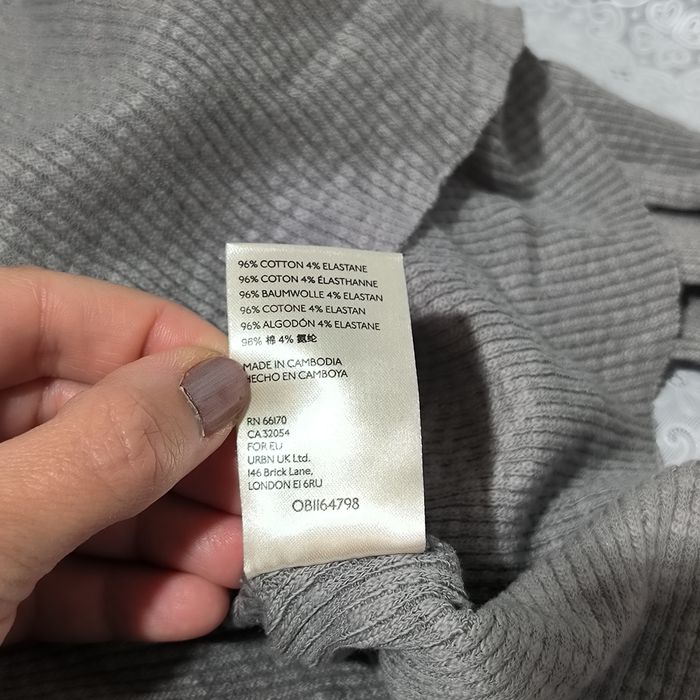 96% COTTON 4% ELASTANE
96% COTON 4% ÉLASTHANNE
96% BAUMWOLLE 4% ELASTAN
96% COTONE 4% ELASTAN
96% ALGODÓN 4% ELASTANE
96% 棉 4% 氨纶
MADE IN CAMBODIA
HECHO EN CAMBOYA
RN 66170
CA 32054
FOR EU
URBN UK Ltd.
146 Brick Lane,
LONDON E1 6RU
OB1164798